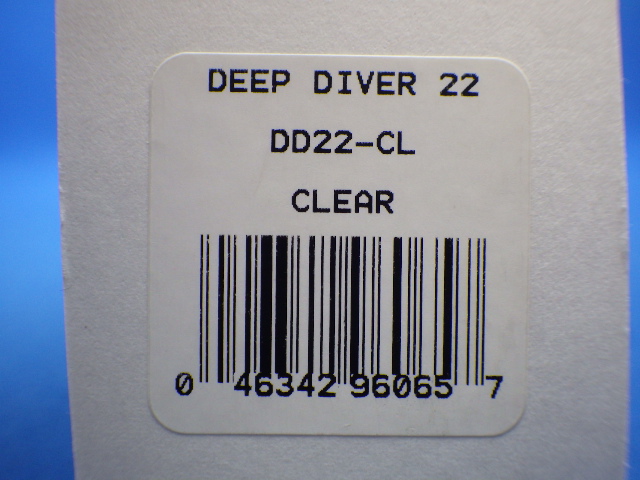 DEEP DIVER 22
DD22-CL
CLEAR
0 46342 96065 7